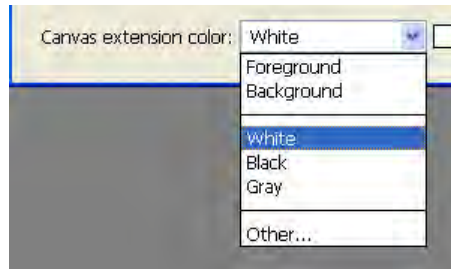 Canvas extension color: White
Foreground
Background
White
Black
Gray
Other...